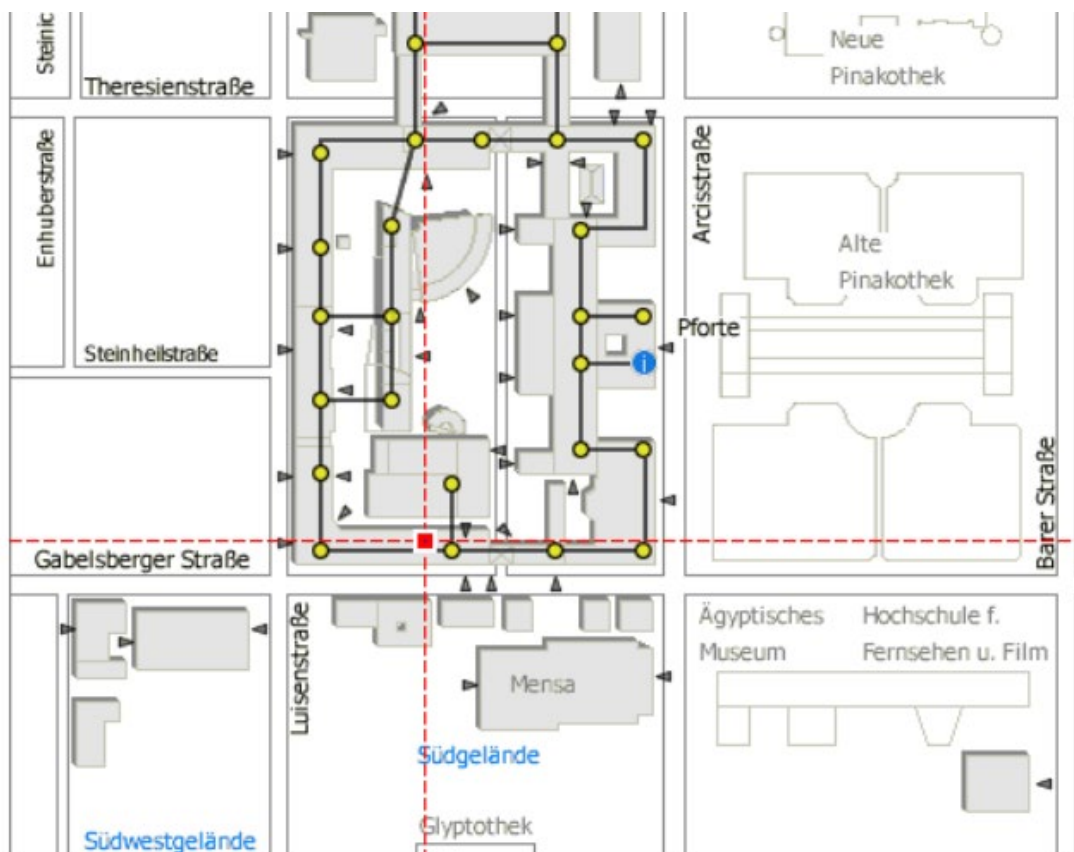 Steinic
Theresienstraße
Neue
Pinakothek
Enhuberstraße
Arcisstraße
Alte
Pinakothek
Steinheilstraße
Pforte
i
Gabelsberger Straße
Barer Straße
Luisenstraße
Ägyptisches
Museum
Hochschule f.
Fernsehen u. Film
Mensa
Südgelände
Glyptothek
Südwestgelände